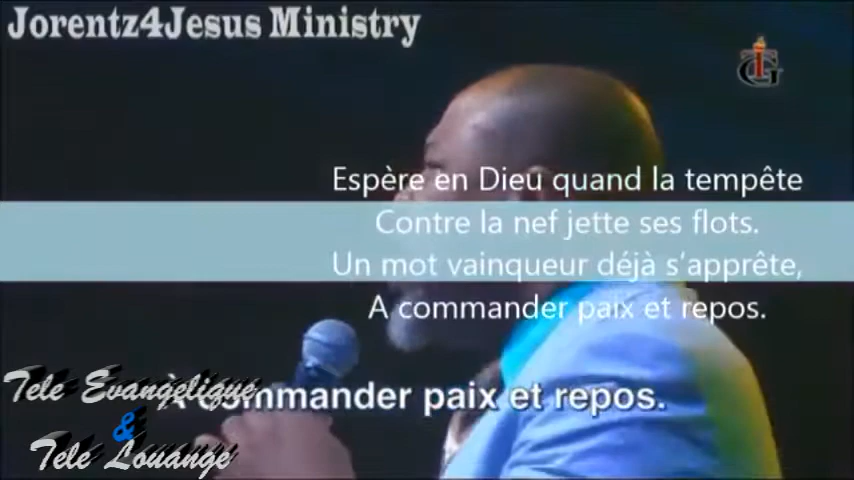 Jorentz4Jesus Ministry
Espère en Dieu quand la tempête
Contre la nef jette ses flots.
Un mot vainqueur déjà s'apprête,
A commander paix et repos.
À commander paix et repos.
Tele Evangelique
&
Tele Louange